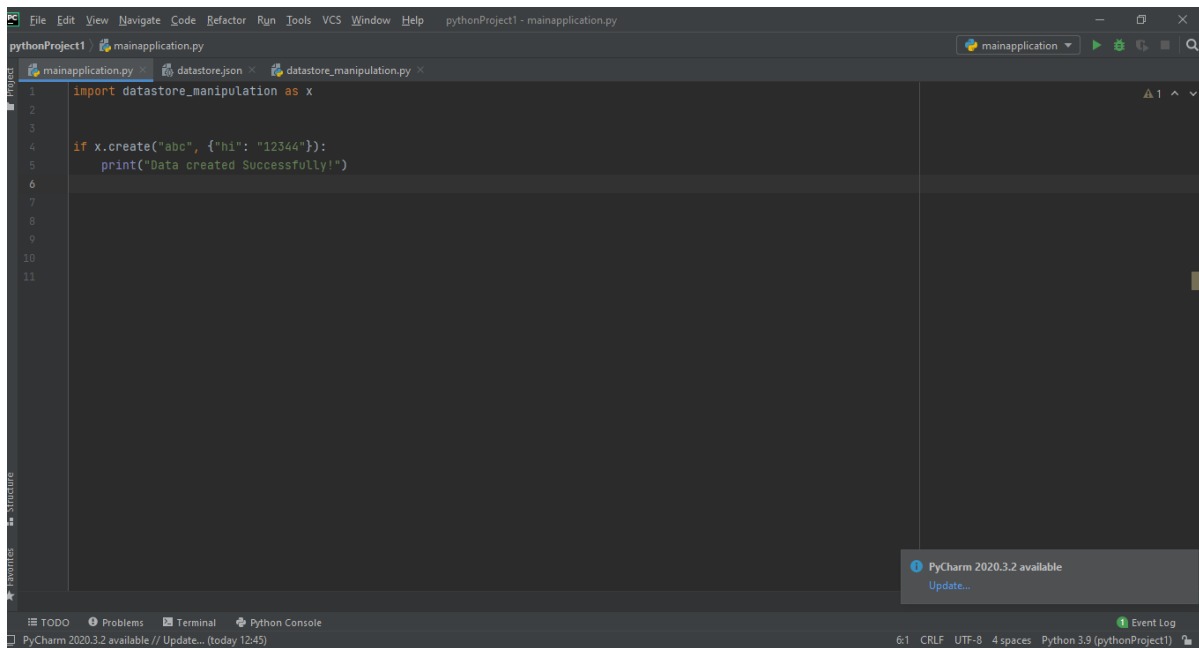 PC File Edit View Navigate Code Refactor Run Tools VCS Window Help pythonProject1 - mainapplication.py
pythonProject1 mainapplication.py mainapplication
mainapplication.py datastore.json datastore_manipulation.py
Project
1 import datastore_manipulation as x
1
2
3
4 if x.create("abc", {"hi": "12344"}):
5 print("Data created Successfully!")
6
7
8
9
10
11
Structure
Favorites
PyCharm 2020.3.2 available
Update...
TODO Problems Terminal Python Console 1 Event Log
PyCharm 2020.3.2 available // Update... (today 12:45) 6:1 CRLF UTF-8 4 spaces Python 3.9 (pythonProject1)